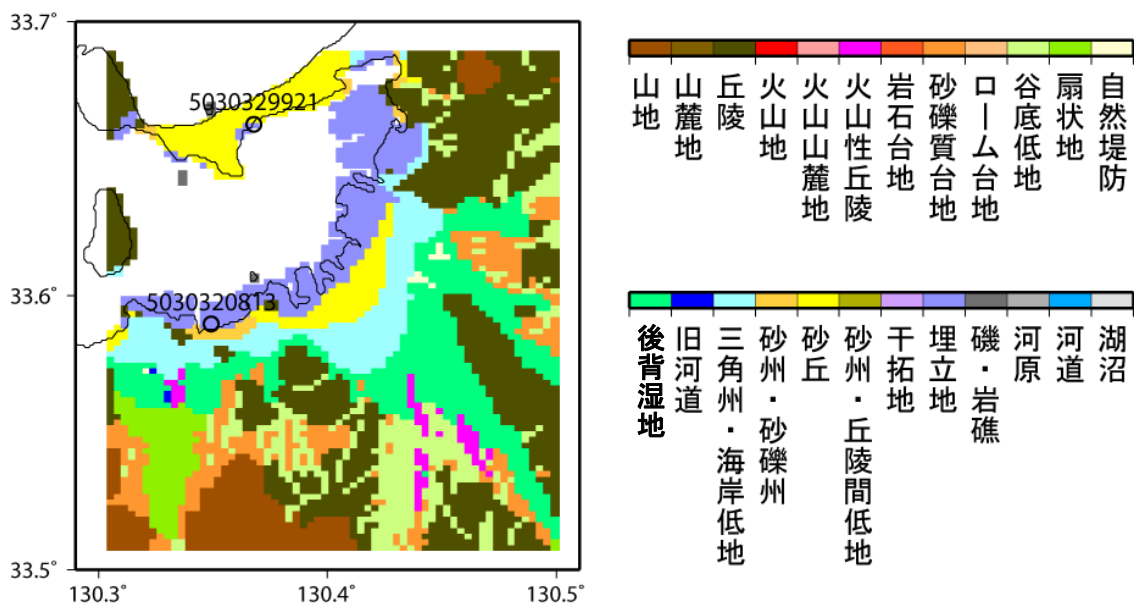 33.7°
33.6°
33.5°
130.3°
130.4°
130.5°
5030329921
5030320813
山地
山麓地
丘陵
火山地
火山山麓地
火山性丘陵
岩石台地
砂礫質台地
ローム台地
谷底低地
扇状地
自然堤防
後背湿地
旧河道
三角州・海岸低地
砂州・砂礫州
砂丘
砂州・丘陵間低地
干拓地
埋立地
磯・岩礁
河原
河道
湖沼